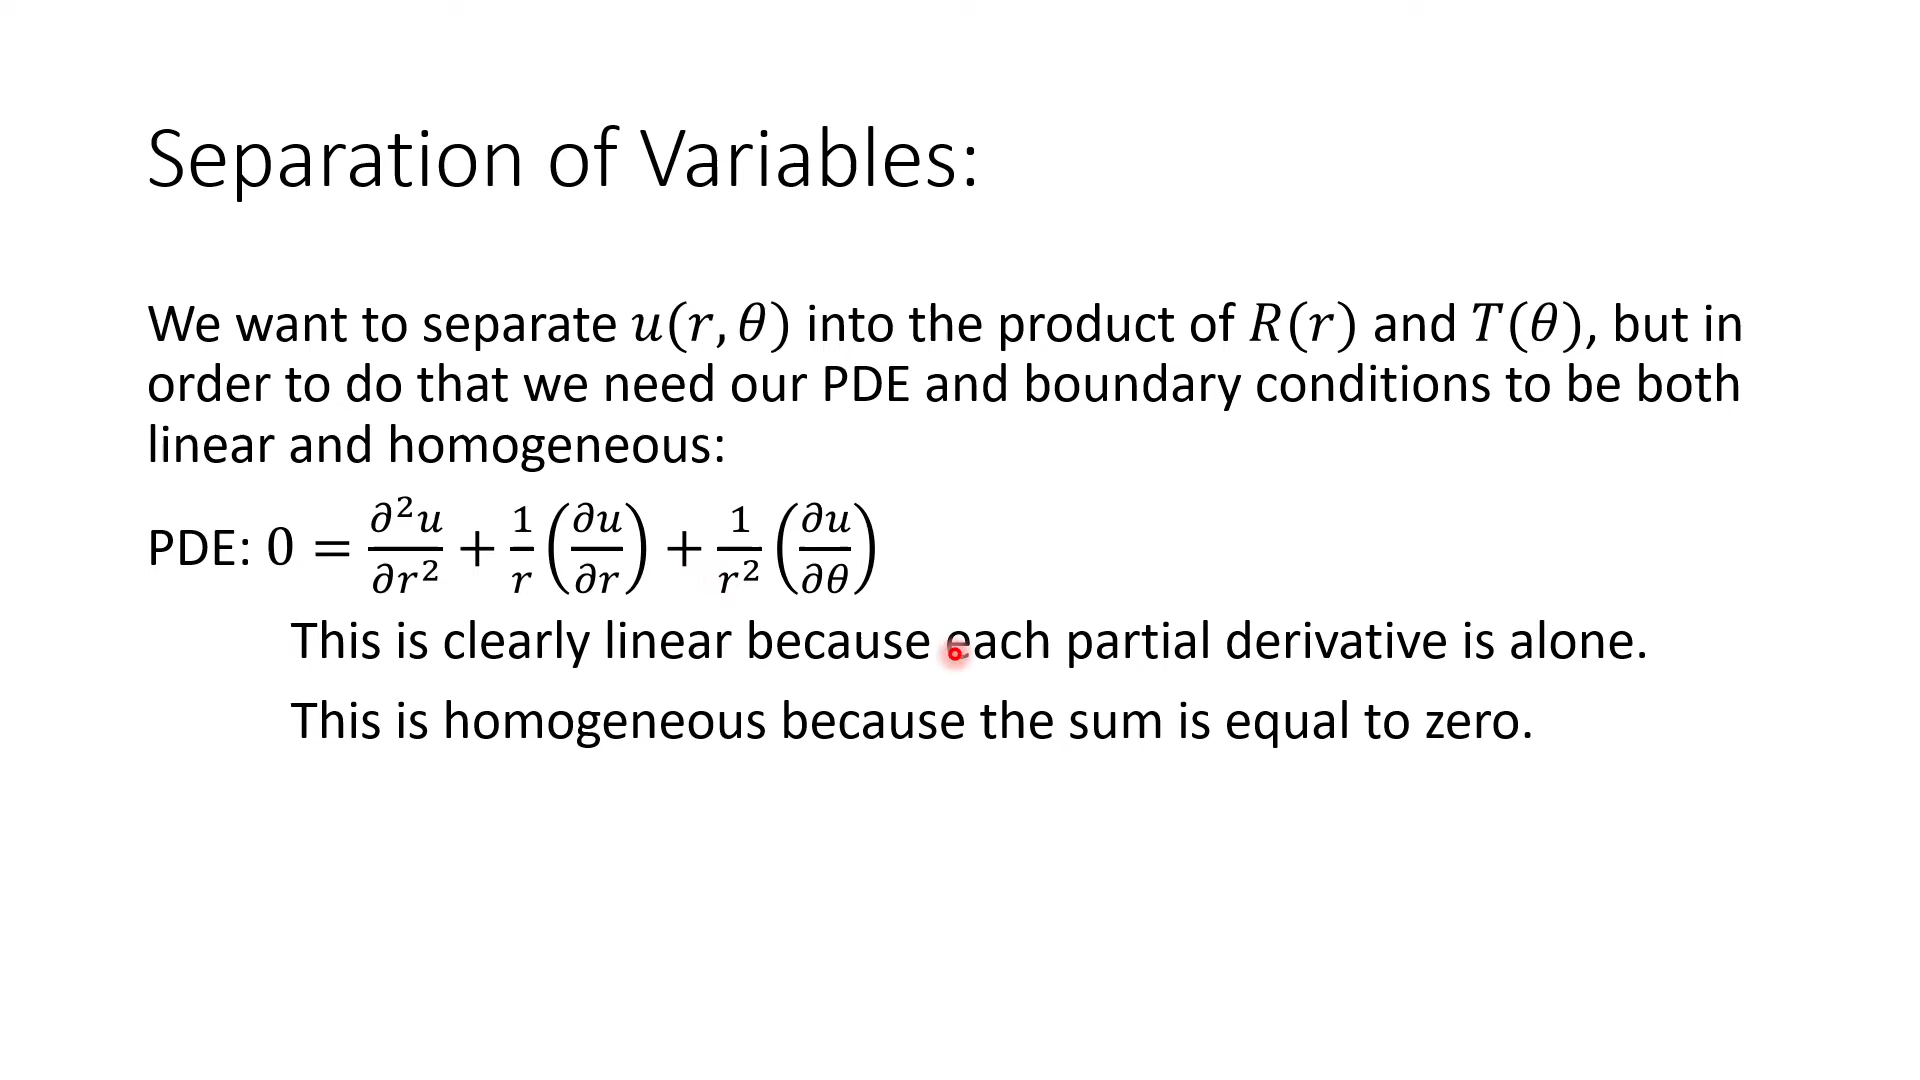 Separation of Variables:
We want to separate 𝑢(𝑟, 𝜃) into the product of 𝑅(𝑟) and 𝑇(𝜃), but in
order to do that we need our PDE and boundary conditions to be both
linear and homogeneous:
PDE: 0 = ∂²𝑢/∂𝑟² + 1/𝑟 (∂𝑢/∂𝑟) + 1/𝑟² (∂𝑢/∂𝜃)
This is clearly linear because each partial derivative is alone.
This is homogeneous because the sum is equal to zero.